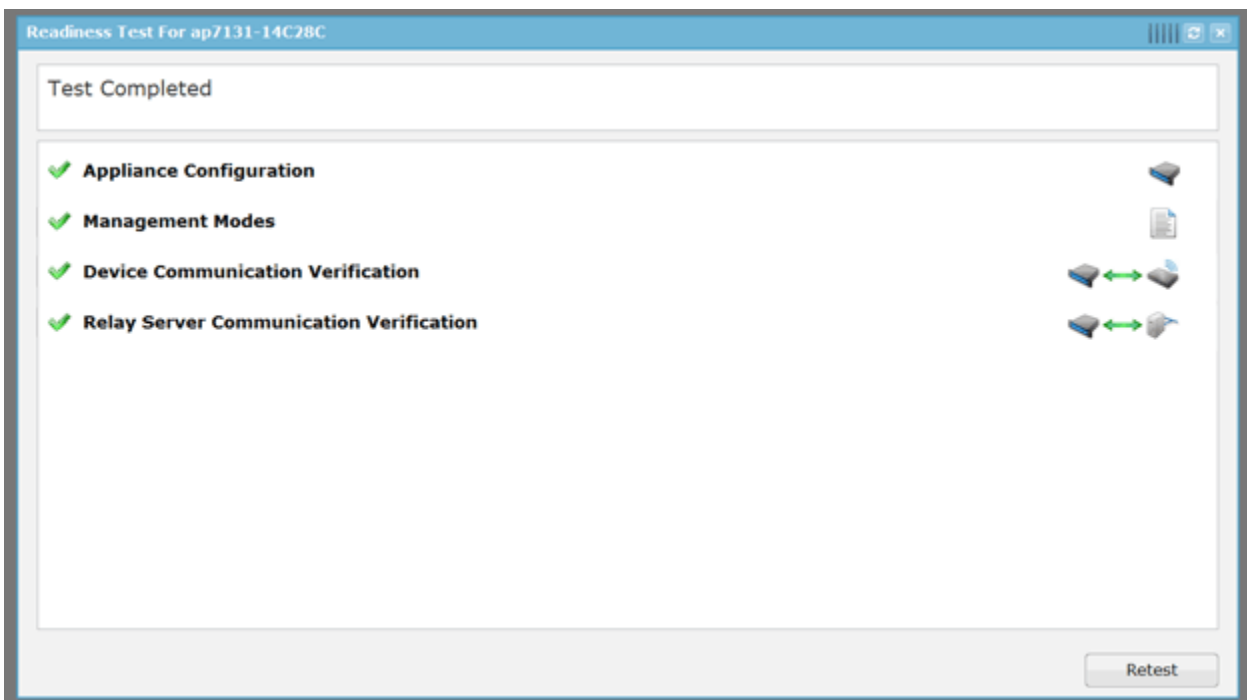 Readiness Test For ap7131-14C28C
Test Completed
Appliance Configuration
Management Modes
Device Communication Verification
Relay Server Communication Verification
Retest